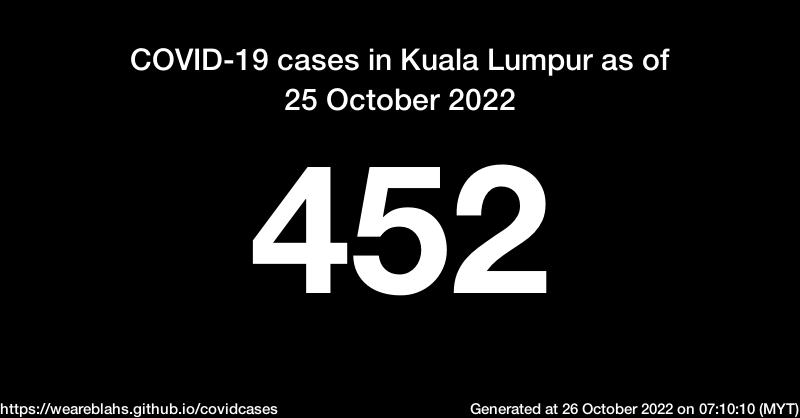 COVID-19 cases in Kuala Lumpur as of
25 October 2022
452
https://weareblahs.github.io/covidcases
Generated at 26 October 2022 on 07:10:10 (MYT)